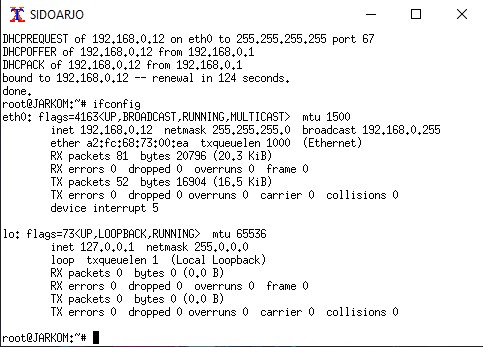 SIDOARJO
DHCPREQUEST of 192.168.0.12 on eth0 to 255.255.255.255 port 67
DHCPOFFER of 192.168.0.12 from 192.168.0.1
DHCPACK of 192.168.0.12 from 192.168.0.1
bound to 192.168.0.12 -- renewal in 124 seconds.
done.
root@JARKOM:~# ifconfig
eth0: flags=4163<UP,BROADCAST,RUNNING,MULTICAST>  mtu 1500
        inet 192.168.0.12  netmask 255.255.255.0  broadcast 192.168.0.255
        ether a2:fc:68:73:00:ea  txqueuelen 1000  (Ethernet)
        RX packets 81  bytes 20796 (20.3 KiB)
        RX errors 0  dropped 0  overruns 0  frame 0
        TX packets 52  bytes 16904 (16.5 KiB)
        TX errors 0  dropped 0 overruns 0  carrier 0  collisions 0
        device interrupt 5
lo: flags=73<UP,LOOPBACK,RUNNING>  mtu 65536
        inet 127.0.0.1  netmask 255.0.0.0
        loop  txqueuelen 1  (Local Loopback)
        RX packets 0  bytes 0 (0.0 B)
        RX errors 0  dropped 0  overruns 0  frame 0
        TX packets 0  bytes 0 (0.0 B)
        TX errors 0  dropped 0 overruns 0  carrier 0  collisions 0
root@JARKOM:~#